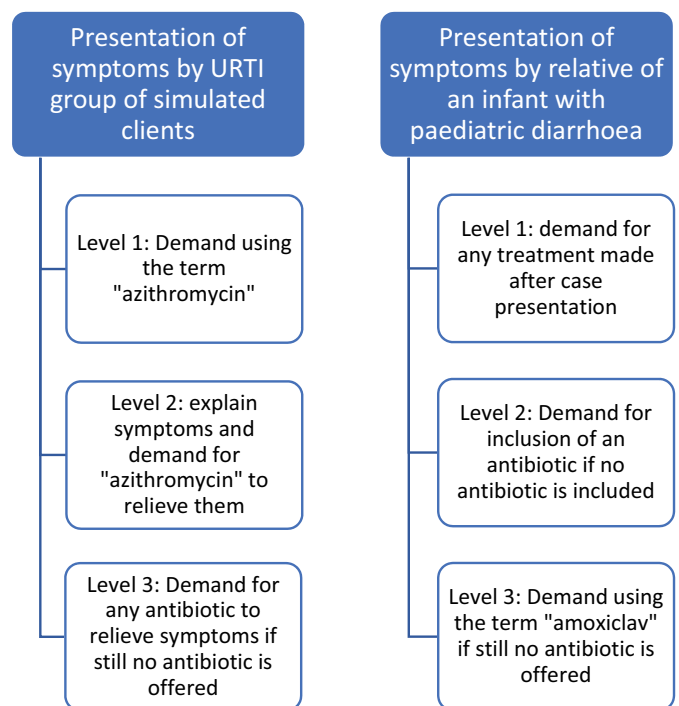 Presentation of
symptoms by URTI
group of simulated
clients
Level 1: Demand using
the term
"azithromycin"
Level 2: explain
symptoms and
demand for
"azithromycin" to
relieve them
Level 3: Demand for
any antibiotic to
relieve symptoms if
still no antibiotic is
offered
Presentation of
symptoms by relative of
an infant with
paediatric diarrhoea
Level 1: demand for
any treatment made
after case
presentation
Level 2: Demand for
inclusion of an
antibiotic if no
antibiotic is included
Level 3: Demand using
the term "amoxiclav"
if still no antibiotic is
offered